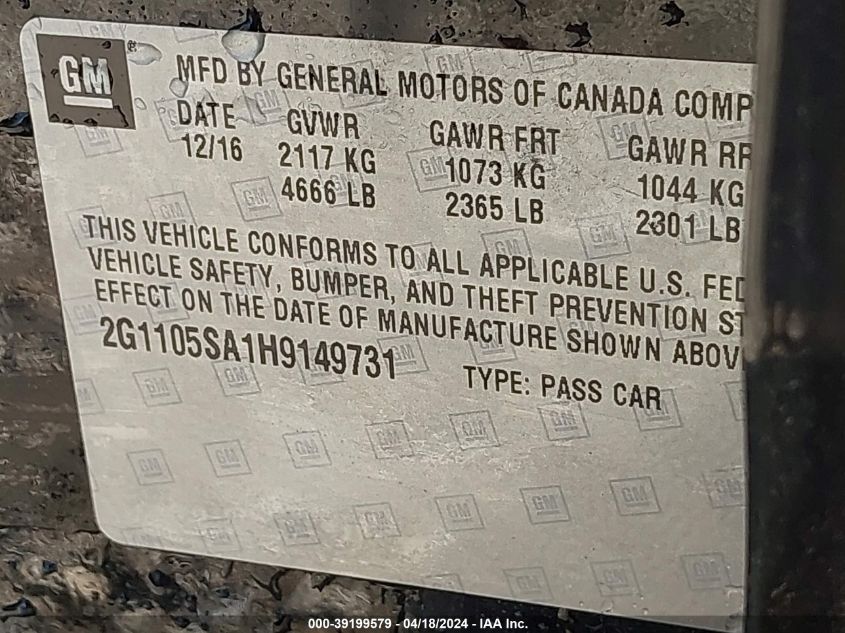 GM
MFD BY GENERAL MOTORS OF CANADA COMP
DATE GVWR GAWR FRT GAWR RR
12/16 2117 KG 1073 KG 1044 KG
4666 LB 2365 LB 2301 LB
THIS VEHICLE CONFORMS TO ALL APPLICABLE U.S. FED
VEHICLE SAFETY, BUMPER, AND THEFT PREVENTION ST
EFFECT ON THE DATE OF MANUFACTURE SHOWN ABOV
2G1105SA1H9149731 TYPE: PASS CAR
000-39199579 - 04/18/2024 - IAA Inc.